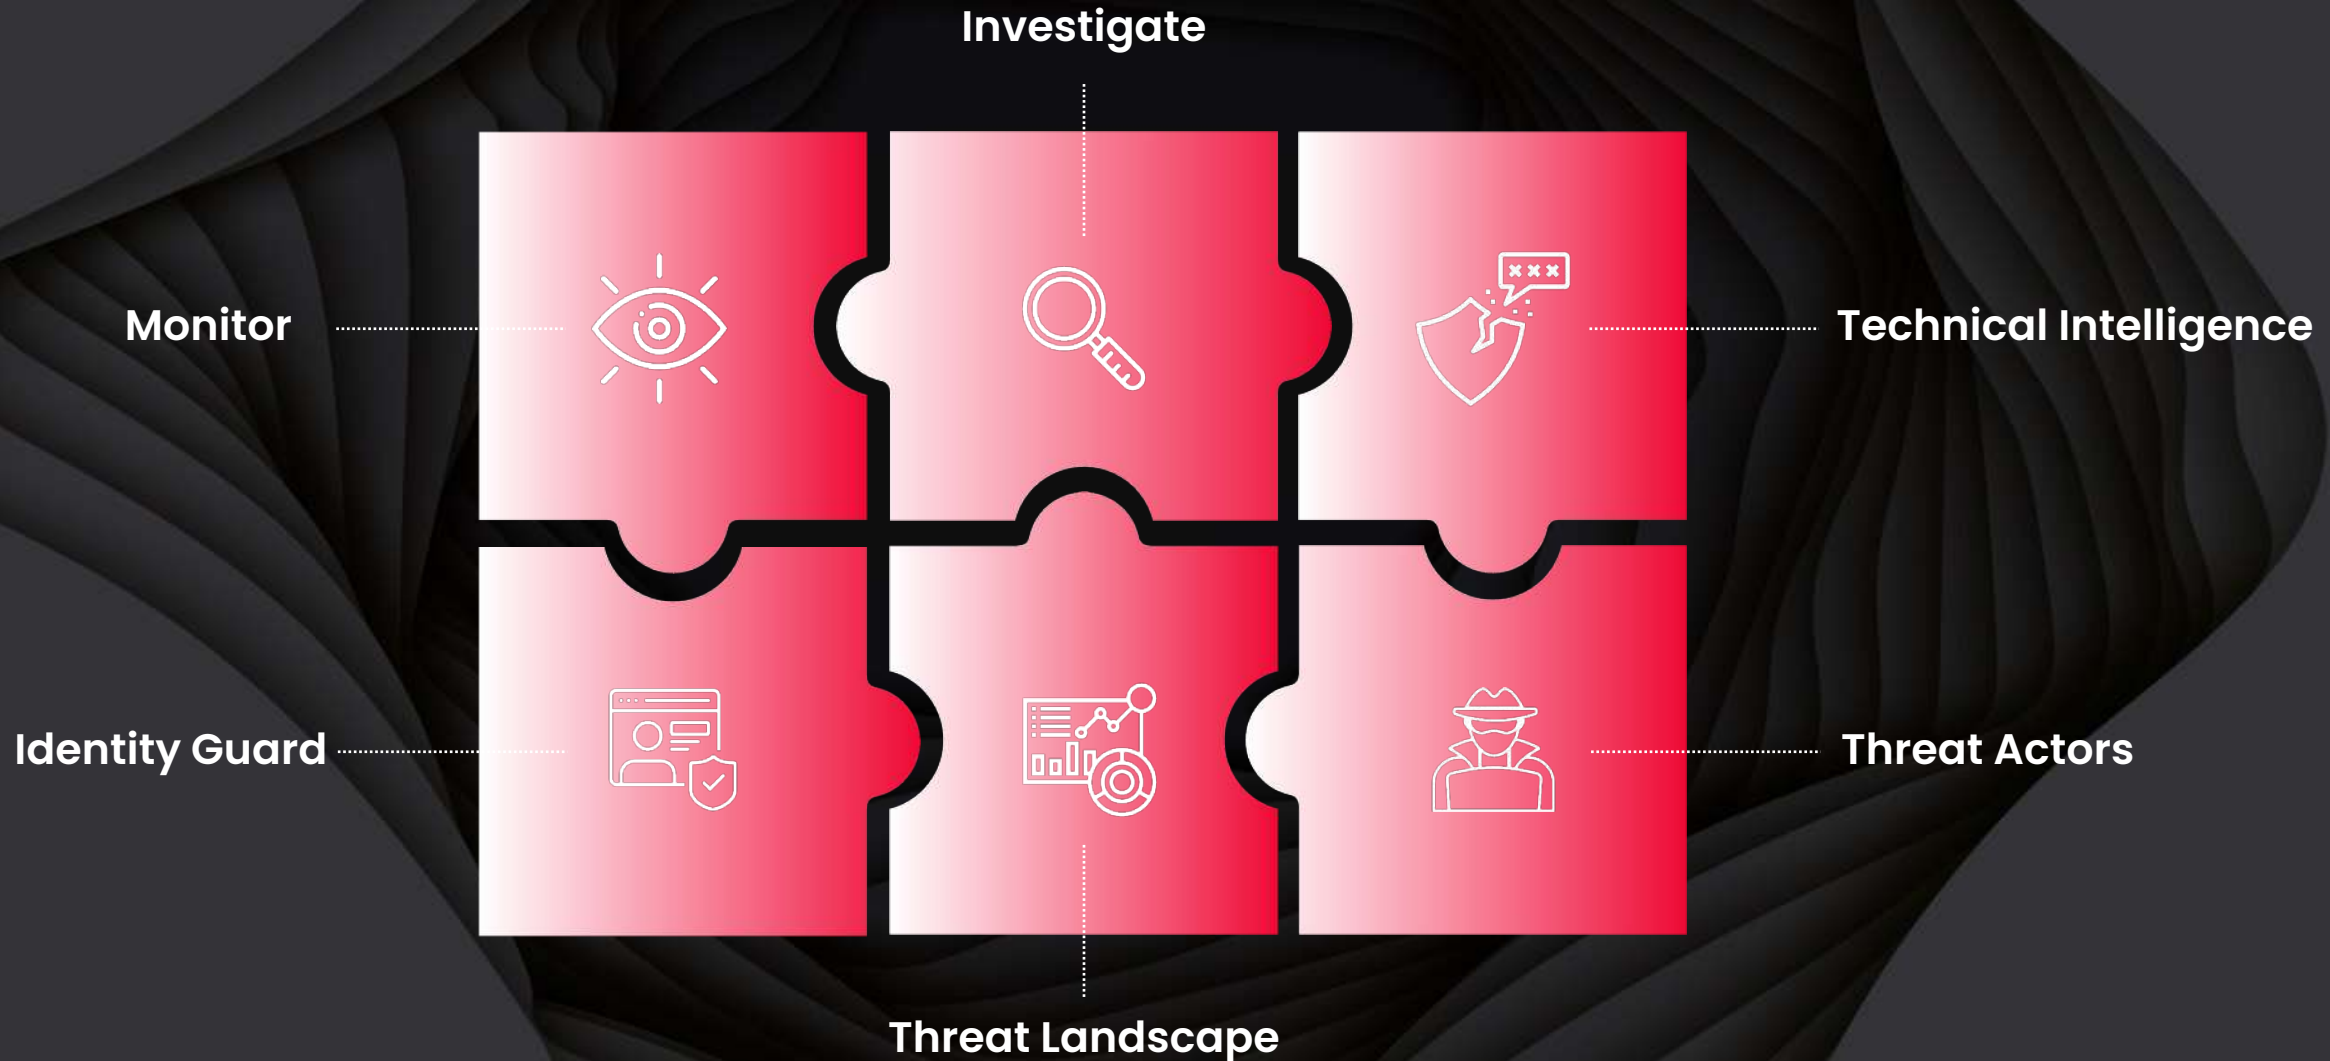 Investigate
Monitor
Technical Intelligence
Identity Guard
Threat Actors
Threat Landscape